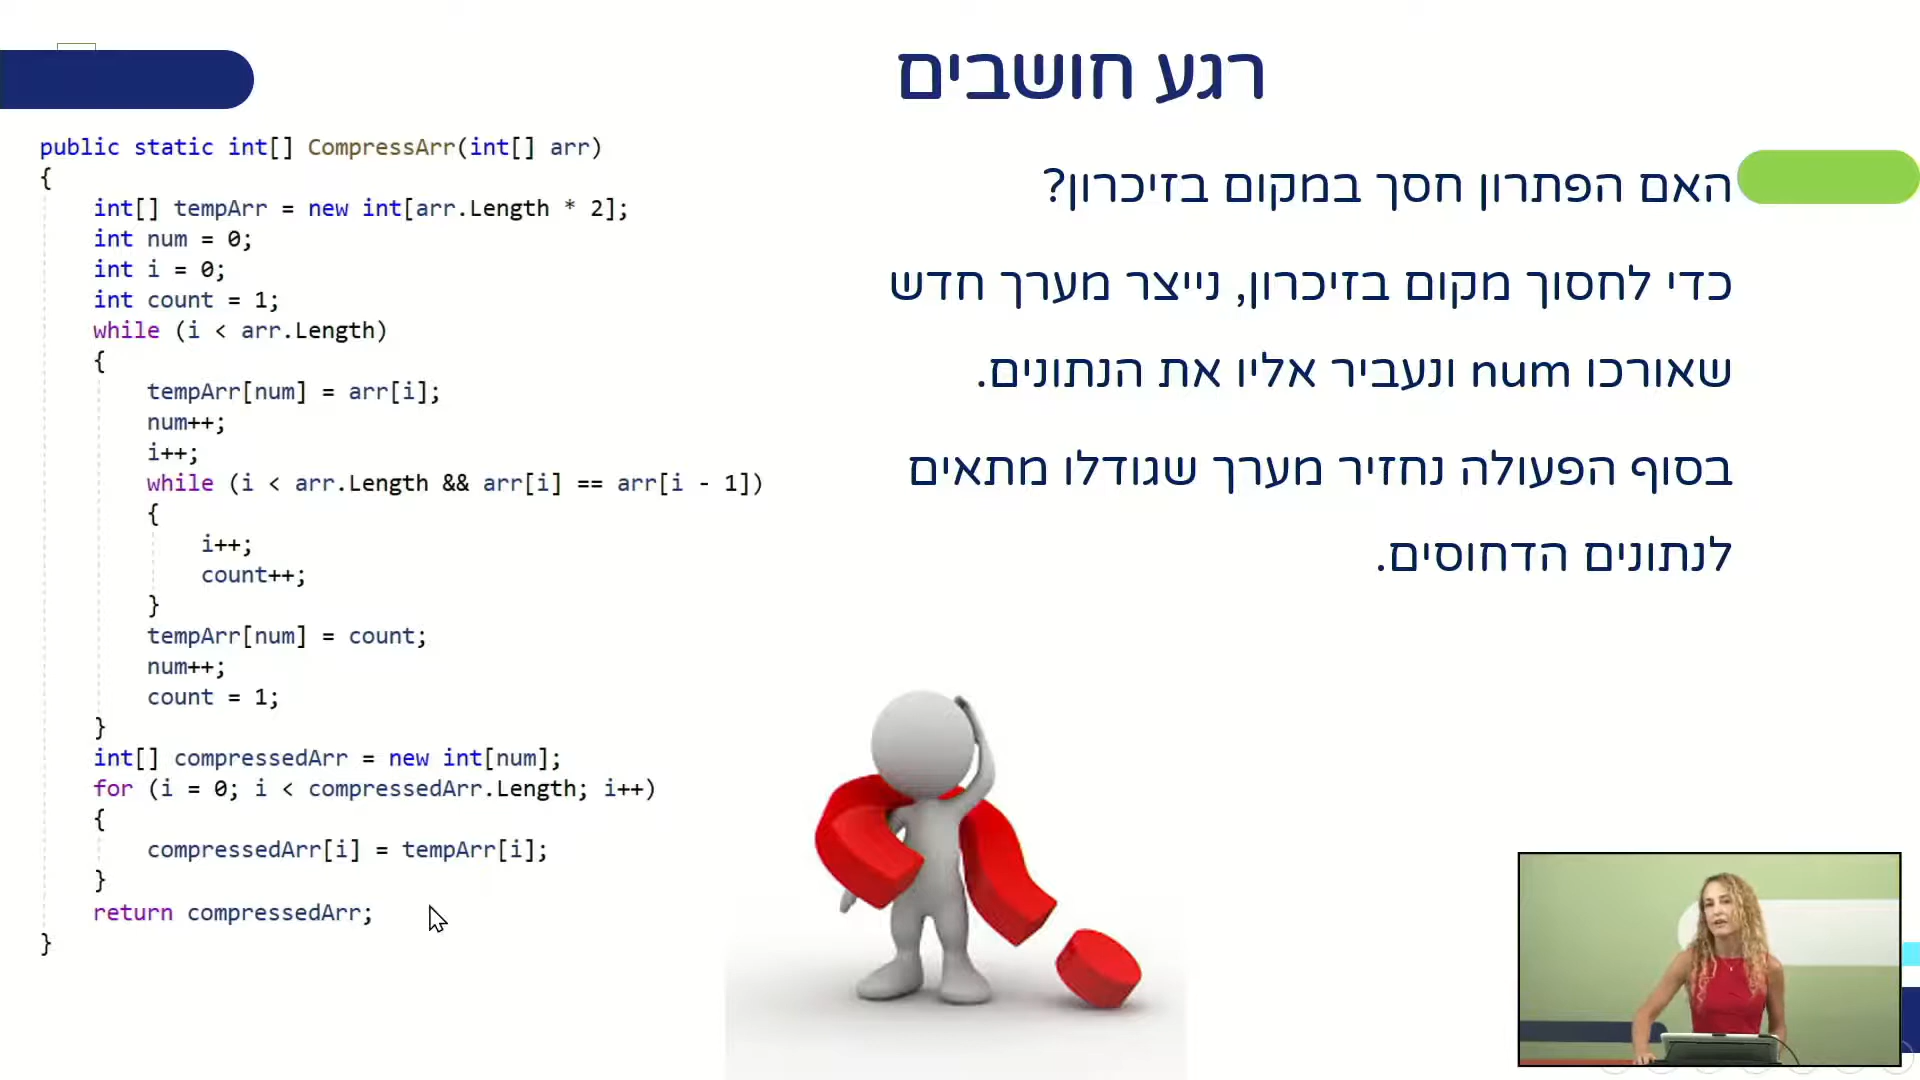 רגע חושבים
האם הפתרון חסך במקום בזיכרון?
כדי לחסוך מקום בזיכרון, נייצר מערך חדש
שאורכו num ונעביר אליו את הנתונים.
בסוף הפעולה נחזיר מערך שגודלו מתאים
לנתונים הדחוסים.
public static int[] CompressArr(int[] arr)
{
    int[] tempArr = new int[arr.Length * 2];
    int num = 0;
    int i = 0;
    int count = 1;
    while (i < arr.Length)
    {
        tempArr[num] = arr[i];
        num++;
        i++;
        while (i < arr.Length && arr[i] == arr[i - 1])
        {
            i++;
            count++;
        }
        tempArr[num] = count;
        num++;
        count = 1;
    }
    int[] compressedArr = new int[num];
    for (i = 0; i < compressedArr.Length; i++)
    {
        compressedArr[i] = tempArr[i];
    }
    return compressedArr;
}